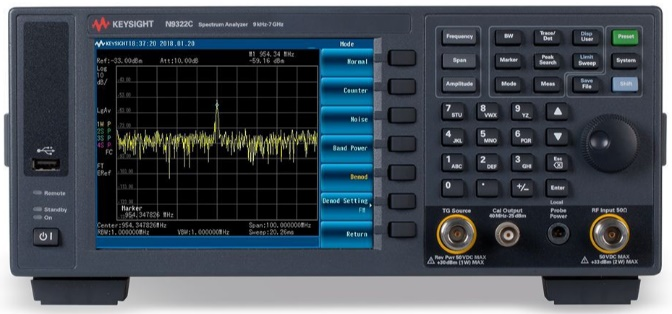 KEYSIGHT N9322C Spectrum Analyzer 9 kHz-7 GHz
KEYSIGHT 10:37:20 2018.01.20
Mode
Ref:-33.00dBm Att:10.00dB
M1 954.34 MHz
-59.16 dBm
Log
10
dB/
LgAv
1W P
2S P
3S P
4S P
FC
FT
ERef
Marker
954.347826 MHz
Center:954.347826MHz Span:100.000000MHz
RBW:1.000000MHz VBW:1.000000MHz Sweep:20.26ms
Normal
Counter
Noise
Band Power
Demod
Demod Setting
FM
Return
Remote
Standby
On
Frequency
BW
Trace/
Det
Disp
User
Preset
Span
Marker
Peak
Search
Limit
Sweep
System
Amplitude
Mode
Meas
Save
File
Shift
7
BTU
8
VWX
9
YZ_
4
JKL
5
MNO
6
PQR
1
ABC
2
DEF
3
GHI
Esc
0
.
+/-
Enter
Local
TG Source
Cal Output
Probe
Power
RF Input 50Ω
Rev Pwr 50VDC MAX
+30dBm (1W) MAX
50VDC MAX
+33dBm (2W) MAX